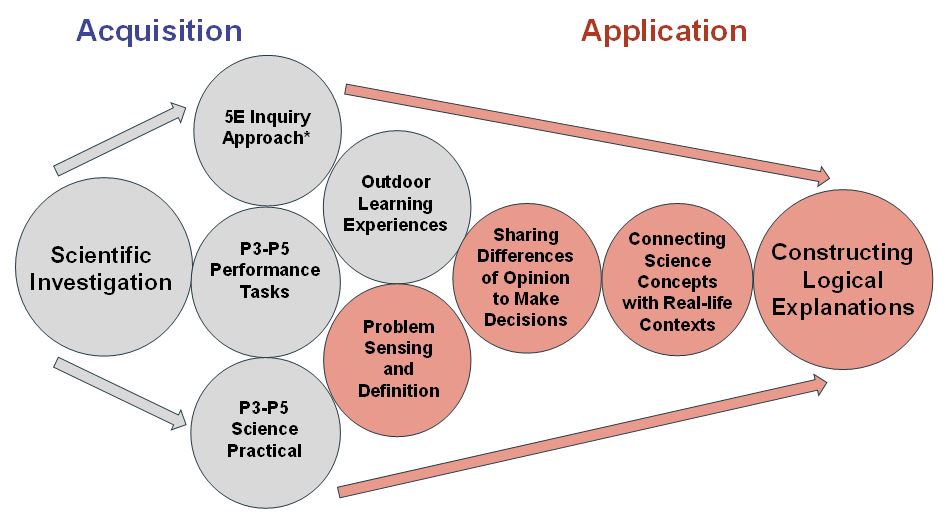 Acquisition
Application
5E Inquiry
Approach*
Outdoor
Learning
Experiences
Scientific
Investigation
P3-P5
Performance
Tasks
Sharing
Differences
of Opinion
to Make
Decisions
Connecting
Science
Concepts
with Real-life
Contexts
Constructing
Logical
Explanations
Problem
Sensing
and
Definition
P3-P5
Science
Practical